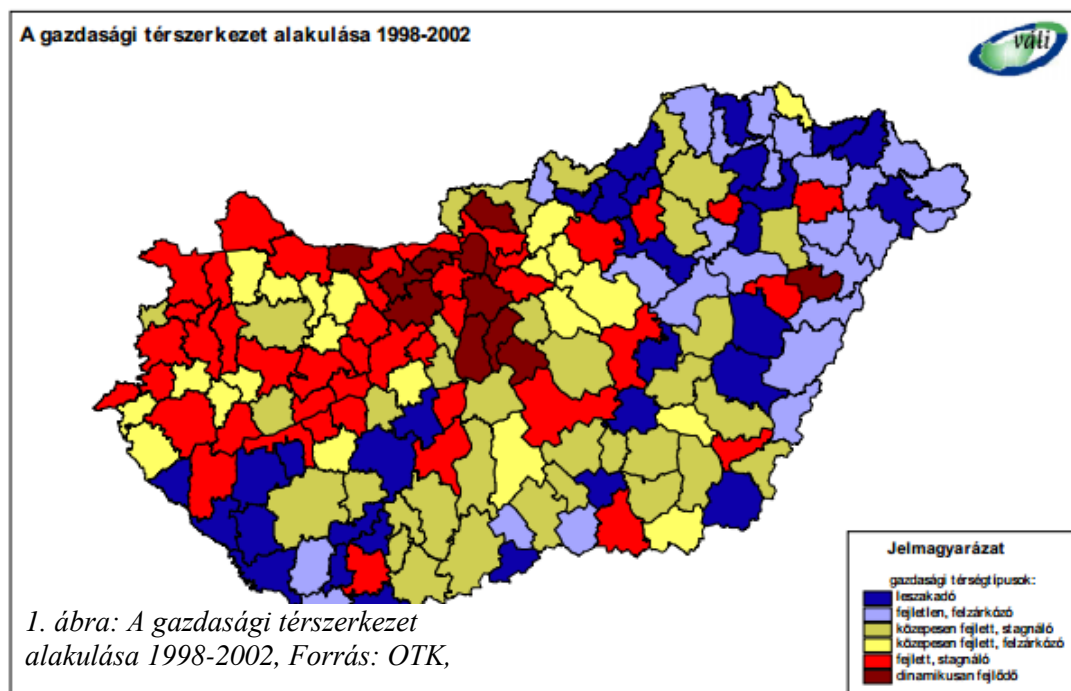 A gazdasági térszerkezet alakulása 1998-2002
váli
Jelmagyarázat
gazdasági térségtípusok:
leszakadó
fejletlen, felzárkózó
közepesen fejlett, stagnáló
közepesen fejlett, felzárkózó
fejlett, stagnáló
dinamikusan fejlődő
1. ábra: A gazdasági térszerkezet
alakulása 1998-2002, Forrás: OTK,